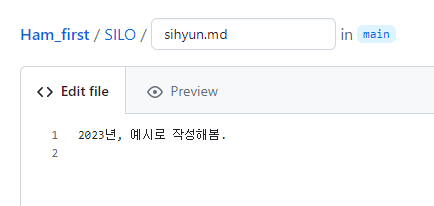 Ham_first / SILO / sihyun.md in main
Edit file Preview
1 2023년, 예시로 작성해봄.
2